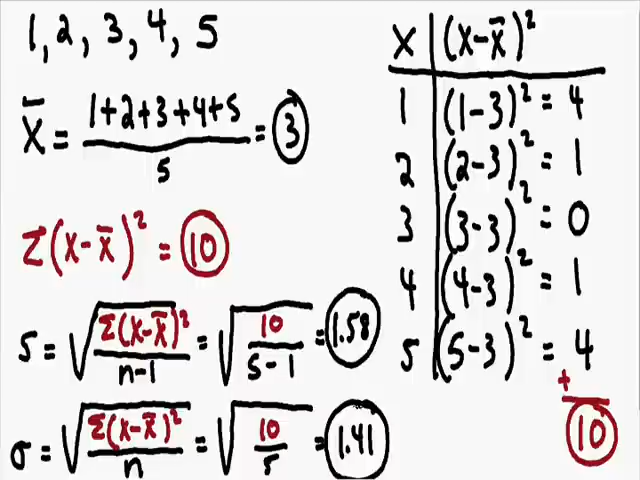 1, 2, 3, 4, 5
X̄ = (1+2+3+4+5)/5 = 3
Σ(x-x̄)² = 10
S = √(Σ(x-x̄)²/(n-1)) = √(10/(5-1)) = 1.58
σ = √(Σ(x-x̄)²/n) = √(10/5) = 1.41
X | (x-x̄)²
1 | (1-3)² = 4
2 | (2-3)² = 1
3 | (3-3)² = 0
4 | (4-3)² = 1
5 | (5-3)² = 4
+
10